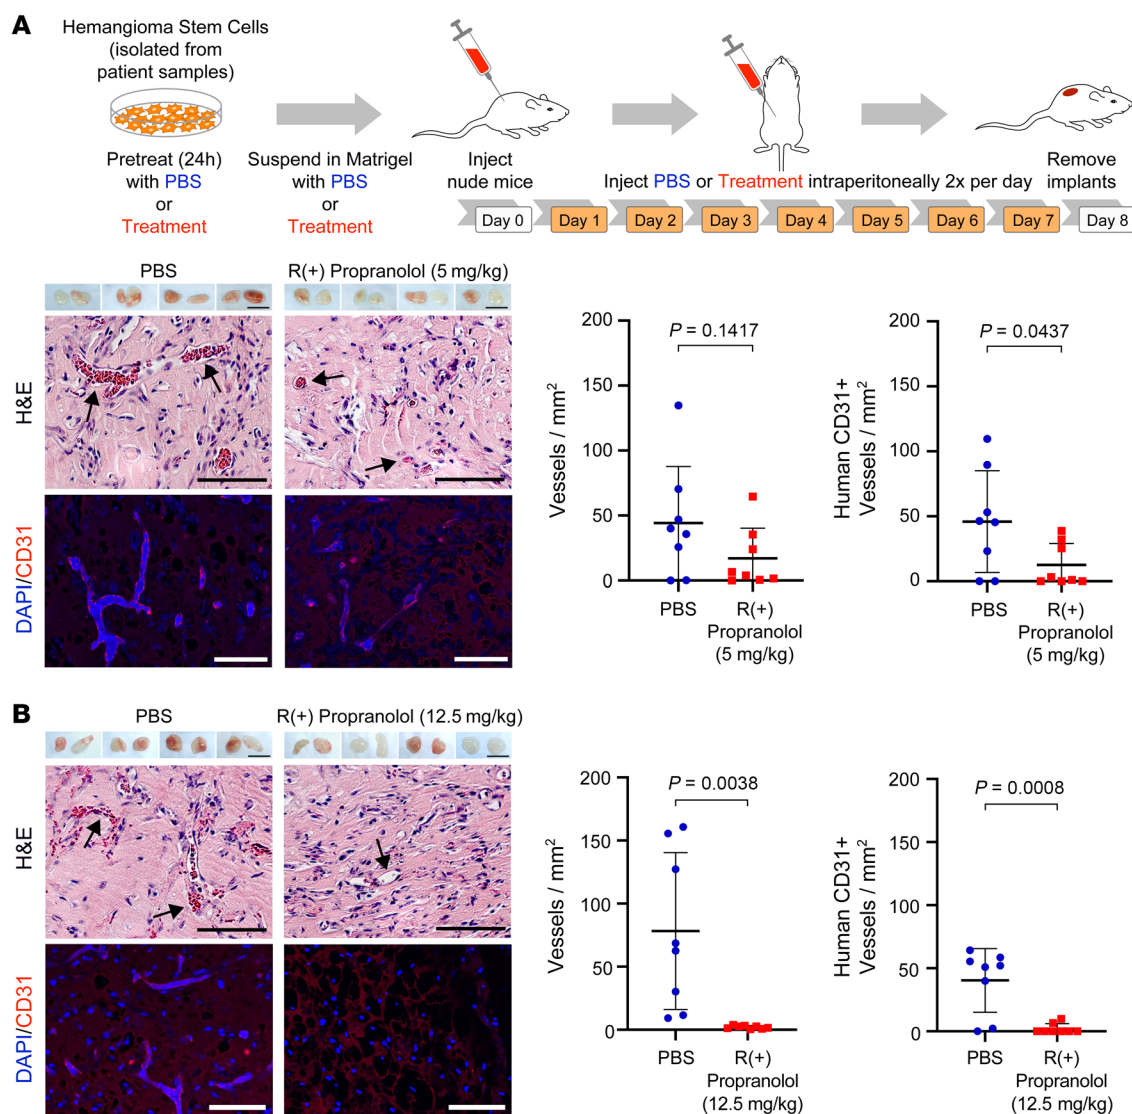 A
Hemangioma Stem Cells
(isolated from
patient samples)
Pretreat (24h)
with PBS
or
Treatment
Suspend in Matrigel
with PBS
or
Treatment
Inject
nude mice
Inject PBS or Treatment intraperitoneally 2x per day
Remove
implants
Day 0
Day 1
Day 2
Day 3
Day 4
Day 5
Day 6
Day 7
Day 8
PBS
R(+) Propranolol (5 mg/kg)
H&E
DAPI/CD31
Vessels / mm2
200
150
100
50
0
P = 0.1417
PBS
R(+)
Propranolol
(5 mg/kg)
Human CD31+
Vessels / mm2
200
150
100
50
0
P = 0.0437
PBS
R(+)
Propranolol
(5 mg/kg)
B
PBS
R(+) Propranolol (12.5 mg/kg)
H&E
DAPI/CD31
Vessels / mm2
200
150
100
50
0
P = 0.0038
PBS
R(+)
Propranolol
(12.5 mg/kg)
Human CD31+
Vessels / mm2
200
150
100
50
0
P = 0.0008
PBS
R(+)
Propranolol
(12.5 mg/kg)